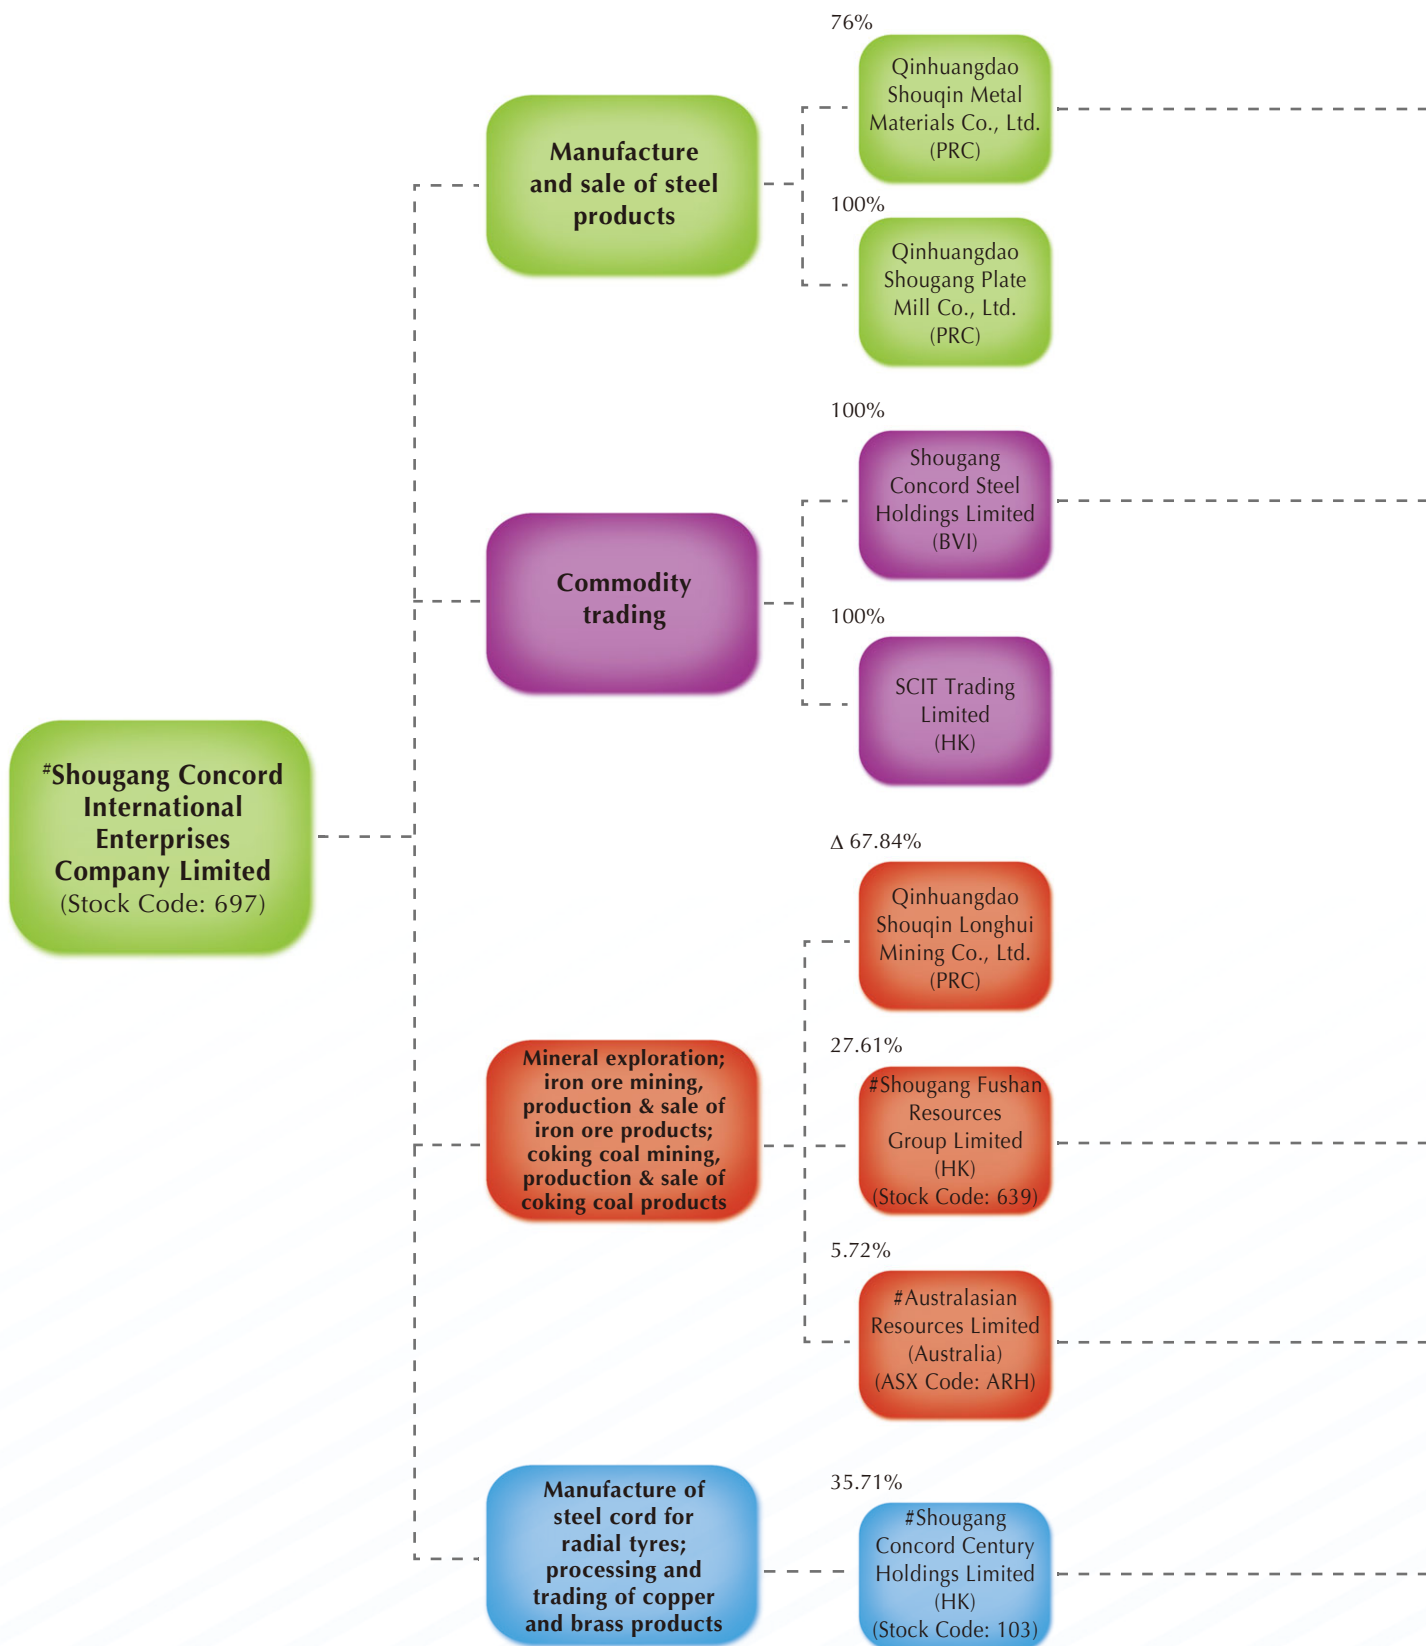 #Shougang Concord
International
Enterprises
Company Limited
(Stock Code: 697)
Manufacture
and sale of steel
products
76%
Qinhuangdao
Shouqin Metal
Materials Co., Ltd.
(PRC)
100%
Qinhuangdao
Shougang Plate
Mill Co., Ltd.
(PRC)
Commodity
trading
100%
Shougang
Concord Steel
Holdings Limited
(BVI)
100%
SCIT Trading
Limited
(HK)
Mineral exploration;
iron ore mining,
production & sale of
iron ore products;
coking coal mining,
production & sale of
coking coal products
Δ 67.84%
Qinhuangdao
Shouqin Longhui
Mining Co., Ltd.
(PRC)
27.61%
#Shougang Fushan
Resources
Group Limited
(HK)
(Stock Code: 639)
5.72%
#Australasian
Resources Limited
(Australia)
(ASX Code: ARH)
Manufacture of
steel cord for
radial tyres;
processing and
trading of copper
and brass products
35.71%
#Shougang
Concord Century
Holdings Limited
(HK)
(Stock Code: 103)